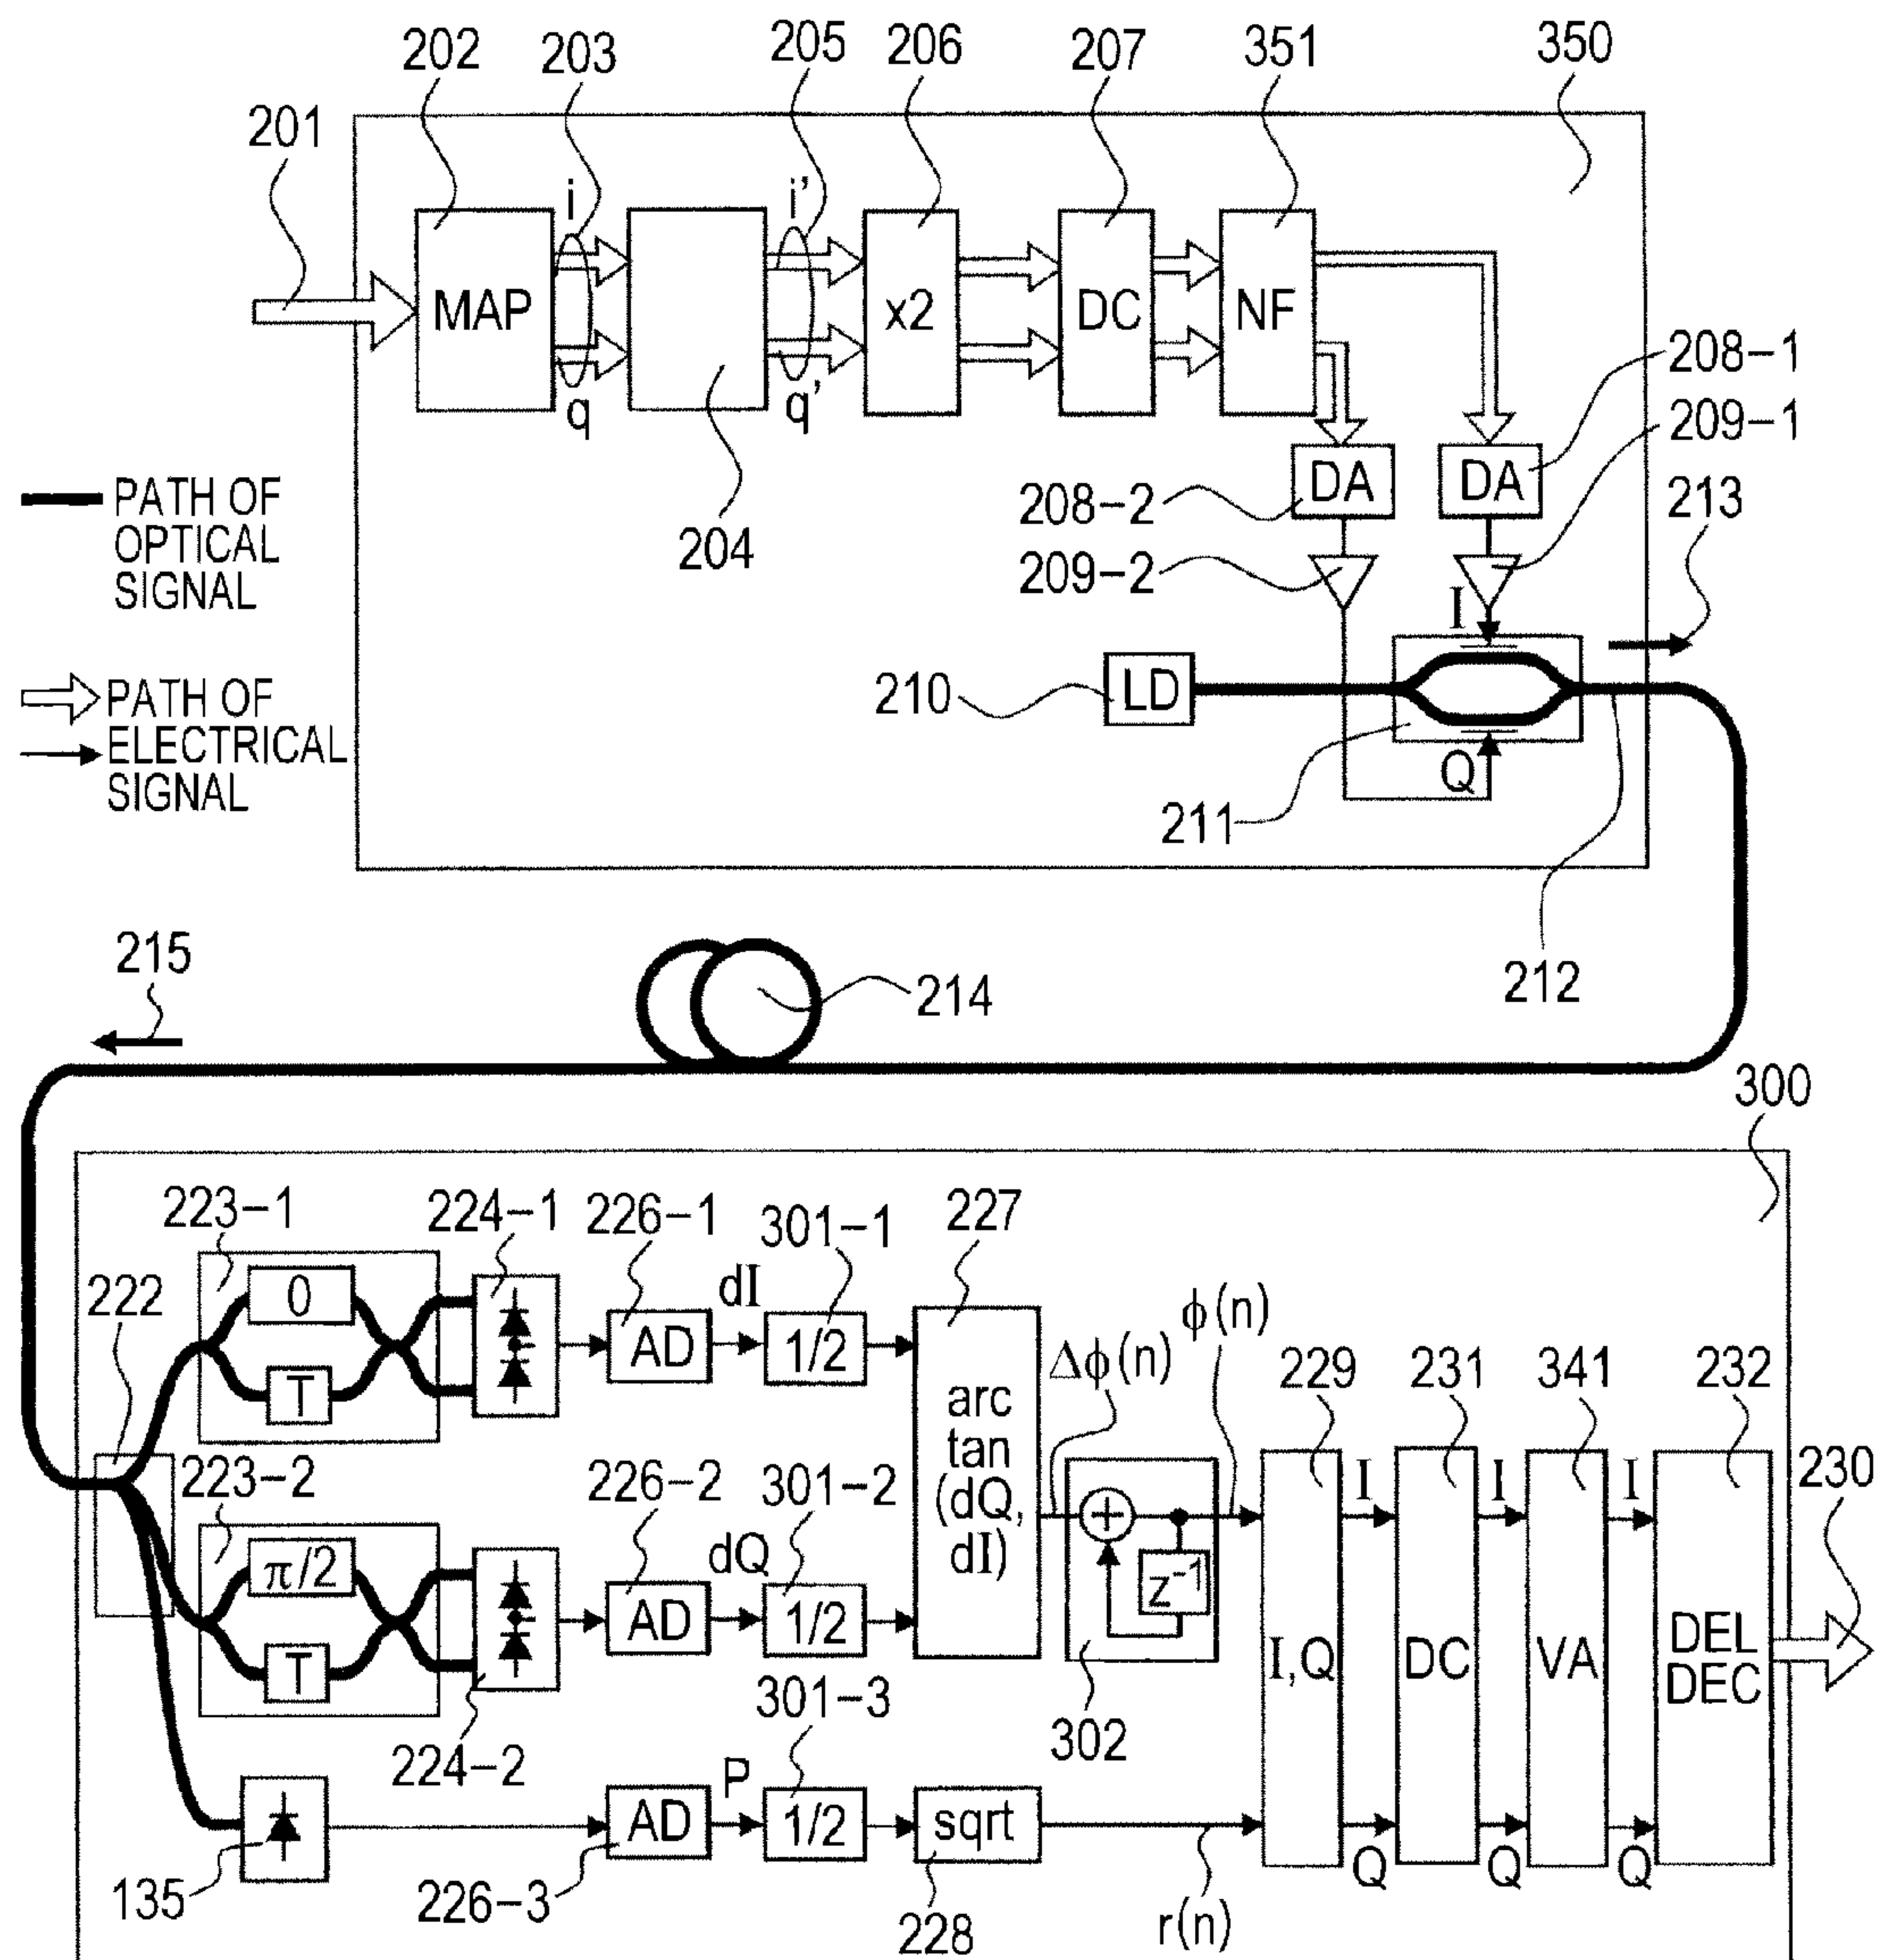 202
203
205
206
207
351
350
201
i
i'
MAP
x2
DC
NF
q
q'
208-1
209-1
PATH OF
OPTICAL
SIGNAL
204
208-2
DA
DA
213
209-2
I
PATH OF
ELECTRICAL
SIGNAL
210
LD
Q
211
212
215
214
300
223-1
224-1
226-1
301-1
227
222
0
dI
T
AD
1/2
Δϕ(n)
ϕ(n)
229
231
341
232
arc
tan
(dQ,
dI)
223-2
226-2
301-2
I
I
I
230
π/2
dQ
+
z⁻¹
T
AD
1/2
I,Q
DC
VA
DEL
DEC
301-3
302
224-2
P
AD
1/2
sqrt
Q
Q
Q
135
226-3
228
r(n)